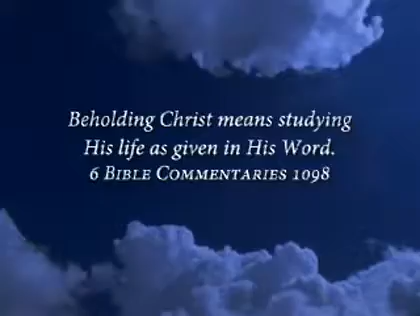 Beholding Christ means studying
His life as given in His Word.
6 Bible Commentaries 1098